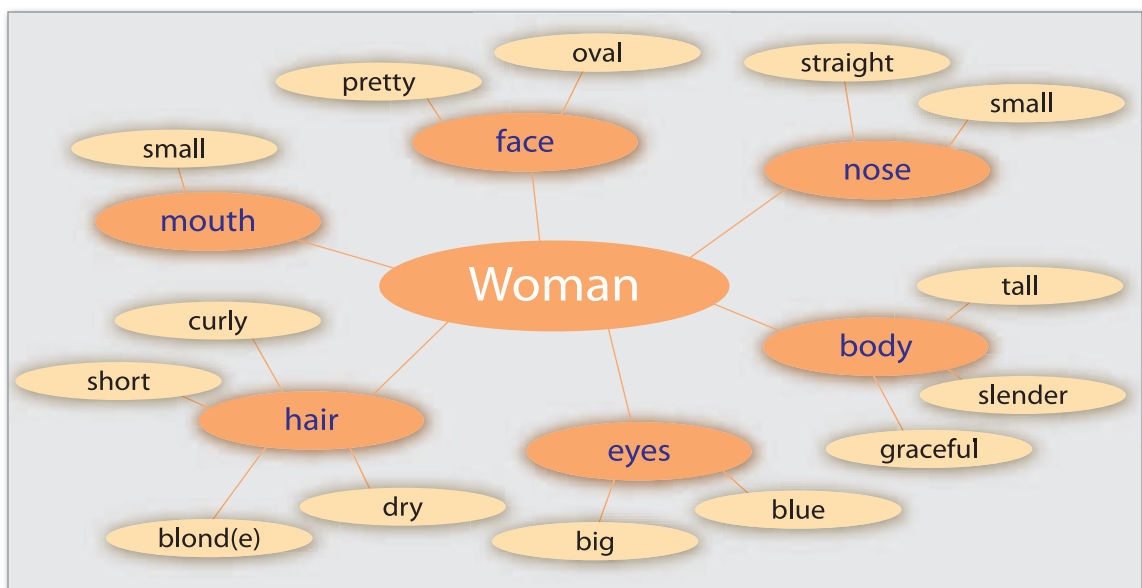 oval
straight
pretty
small
face
small
nose
mouth
Woman
tall
curly
body
short
slender
hair
eyes
graceful
dry
blue
blond(e)
big